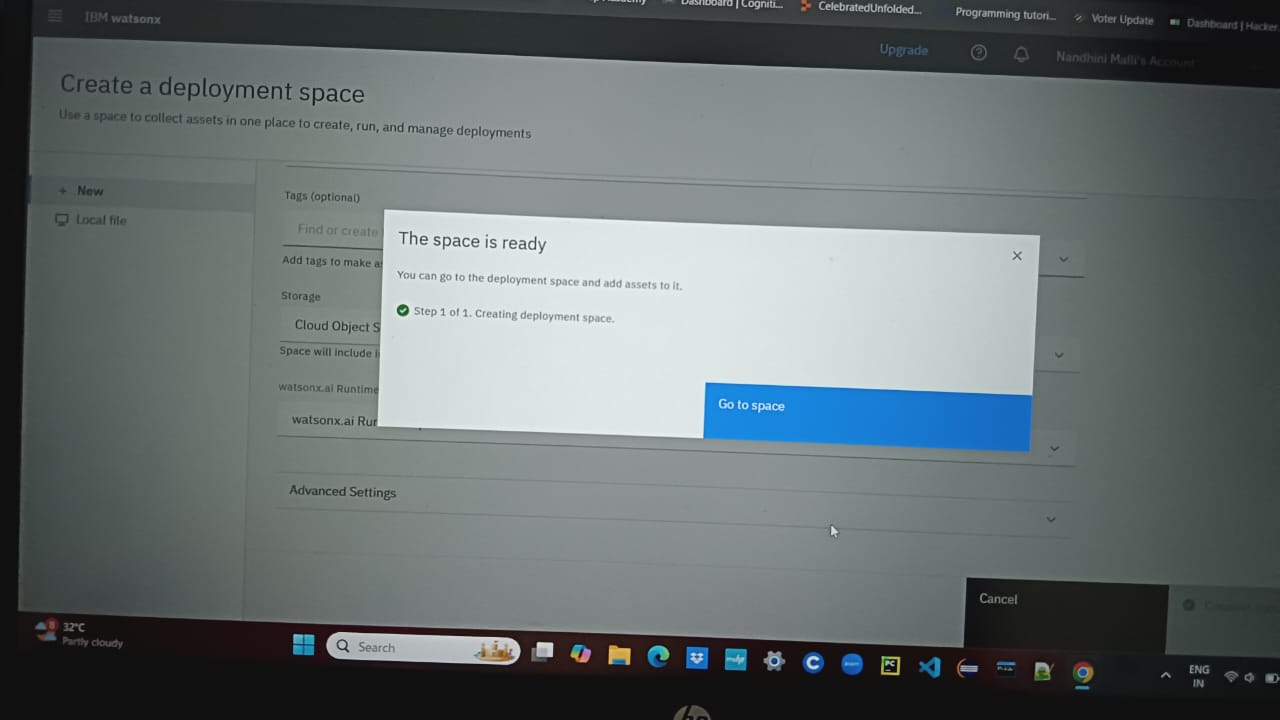 Dashboard | Cogniti...
CelebratedUnfolded...
Programming tutori...
Voter Update
Dashboard | Hacker
IBM watsonx
Upgrade
Nandhini Malli's Account
Create a deployment space
Use a space to collect assets in one place to create, run, and manage deployments
+ New
Local file
Tags (optional)
Find or create
Add tags to make a
Storage
Cloud Object S
Space will include i
watsonx.ai Runtime
watsonx.ai Run
The space is ready
You can go to the deployment space and add assets to it.
Step 1 of 1. Creating deployment space.
Go to space
Advanced Settings
Cancel
8
32°C
Partly cloudy
Search
ENG
IN
hp